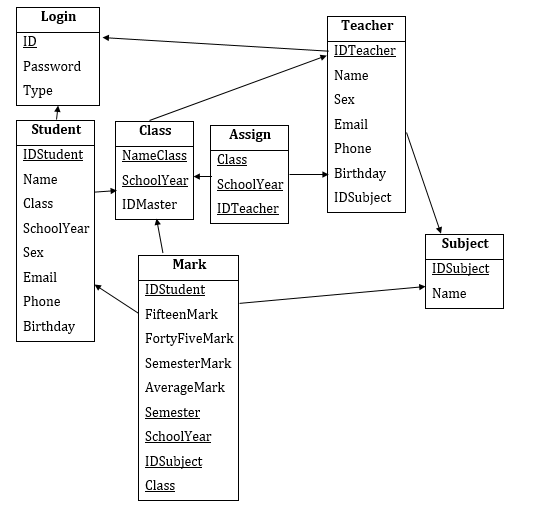 Login
ID
Password
Type
Teacher
IDTeacher
Name
Sex
Email
Phone
Birthday
IDSubject
Student
IDStudent
Name
Class
SchoolYear
Sex
Email
Phone
Birthday
Class
NameClass
SchoolYear
IDMaster
Assign
Class
SchoolYear
IDTeacher
Subject
IDSubject
Name
Mark
IDStudent
FifteenMark
FortyFiveMark
SemesterMark
AverageMark
Semester
SchoolYear
IDSubject
Class